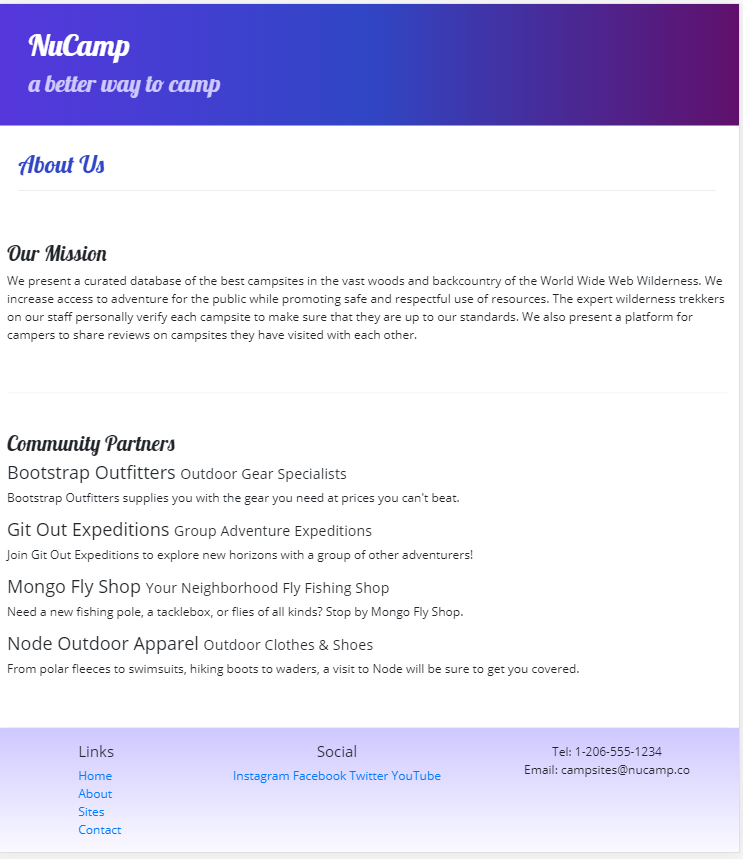 NuCamp
a better way to camp
About Us
Our Mission
We present a curated database of the best campsites in the vast woods and backcountry of the World Wide Web Wilderness. We
increase access to adventure for the public while promoting safe and respectful use of resources. The expert wilderness trekkers
on our staff personally verify each campsite to make sure that they are up to our standards. We also present a platform for
campers to share reviews on campsites they have visited with each other.
Community Partners
Bootstrap Outfitters Outdoor Gear Specialists
Bootstrap Outfitters supplies you with the gear you need at prices you can't beat.
Git Out Expeditions Group Adventure Expeditions
Join Git Out Expeditions to explore new horizons with a group of other adventurers!
Mongo Fly Shop Your Neighborhood Fly Fishing Shop
Need a new fishing pole, a tacklebox, or flies of all kinds? Stop by Mongo Fly Shop.
Node Outdoor Apparel Outdoor Clothes & Shoes
From polar fleeces to swimsuits, hiking boots to waders, a visit to Node will be sure to get you covered.
Links
Home
About
Sites
Contact
Social
Instagram Facebook Twitter YouTube
Tel: 1-206-555-1234
Email: campsites@nucamp.co